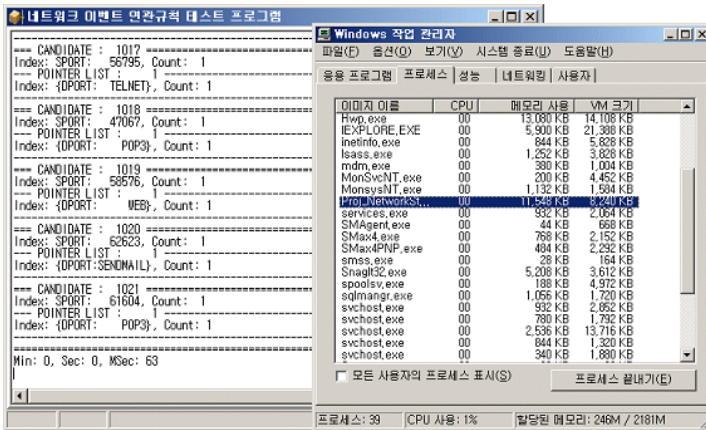 네트워크 이벤트 연관규칙 테스트 프로그램
=== CANDIDATE : 1017
Index: SPORT: 56795, Count: 1
--- POINTER LIST : 1
Index: {DPORT: TELNET}, Count: 1
=== CANDIDATE : 1018
Index: SPORT: 47067, Count: 1
--- POINTER LIST : 1
Index: {DPORT: POP3}, Count: 1
=== CANDIDATE : 1019
Index: SPORT: 58576, Count: 1
--- POINTER LIST : 1
Index: {DPORT: WEB}, Count: 1
=== CANDIDATE : 1020
Index: SPORT: 62623, Count: 1
--- POINTER LIST : 1
Index: {DPORT:SENDMAIL}, Count: 1
=== CANDIDATE : 1021
Index: SPORT: 61604, Count: 1
--- POINTER LIST : 1
Index: {DPORT: POP3}, Count: 1
Min: 0, Sec: 0, MSec: 63
Windows 작업 관리자
파일(F) 옵션(O) 보기(V) 시스템 종료(U) 도움말(H)
응용 프로그램 프로세스 성능 네트워킹 사용자
이미지 이름 CPU 메모리 사용 VM 크기
Hwp.exe 00 13,080 KB 14,108 KB
IEXPLORE.EXE 00 5,900 KB 21,388 KB
inetinfo.exe 00 844 KB 5,828 KB
lsass.exe 00 1,252 KB 3,828 KB
mdm.exe 00 380 KB 1,004 KB
MonSvcNT.exe 00 200 KB 4,452 KB
MonsysNT.exe 00 1,132 KB 1,584 KB
Proj_NetworkSt... 00 11,548 KB 8,240 KB
services.exe 00 932 KB 2,064 KB
SMAgent.exe 00 44 KB 668 KB
SMax4.exe 00 768 KB 2,152 KB
SMax4PNP.exe 00 484 KB 2,292 KB
smss.exe 00 28 KB 164 KB
SnagIt32.exe 00 5,208 KB 3,612 KB
spoolsv.exe 00 188 KB 4,972 KB
sqlmangr.exe 00 1,056 KB 1,720 KB
svchost.exe 00 932 KB 2,852 KB
svchost.exe 00 780 KB 1,792 KB
svchost.exe 00 2,536 KB 13,716 KB
svchost.exe 00 844 KB 1,320 KB
svchost.exe 00 340 KB 1,880 KB
모든 사용자의 프로세스 표시(S)
프로세스 끝내기(E)
프로세스: 39 CPU 사용: 1% 할당된 메모리: 246M / 2181M